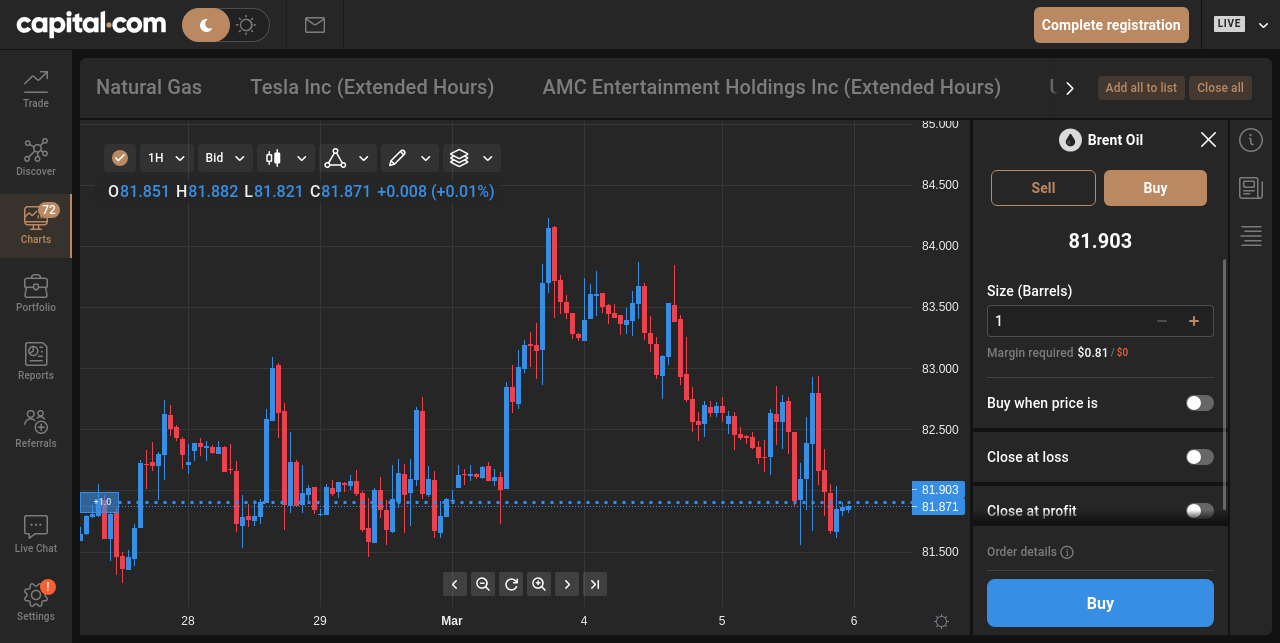 capital.com
Complete registration
LIVE
Trade
Discover
72
Charts
Portfolio
Reports
Referrals
Live Chat
!
Settings
Natural Gas
Tesla Inc (Extended Hours)
AMC Entertainment Holdings Inc (Extended Hours)
Add all to list
Close all
1H
Bid
O81.851 H81.882 L81.821 C81.871 +0.008 (+0.01%)
85.000
84.500
84.000
83.500
83.000
82.500
81.903
81.871
81.500
+1.0
28
29
Mar
4
5
6
Brent Oil
Sell
Buy
81.903
Size (Barrels)
1
Margin required $0.81 / $0
Buy when price is
Close at loss
Close at profit
Order details
Buy